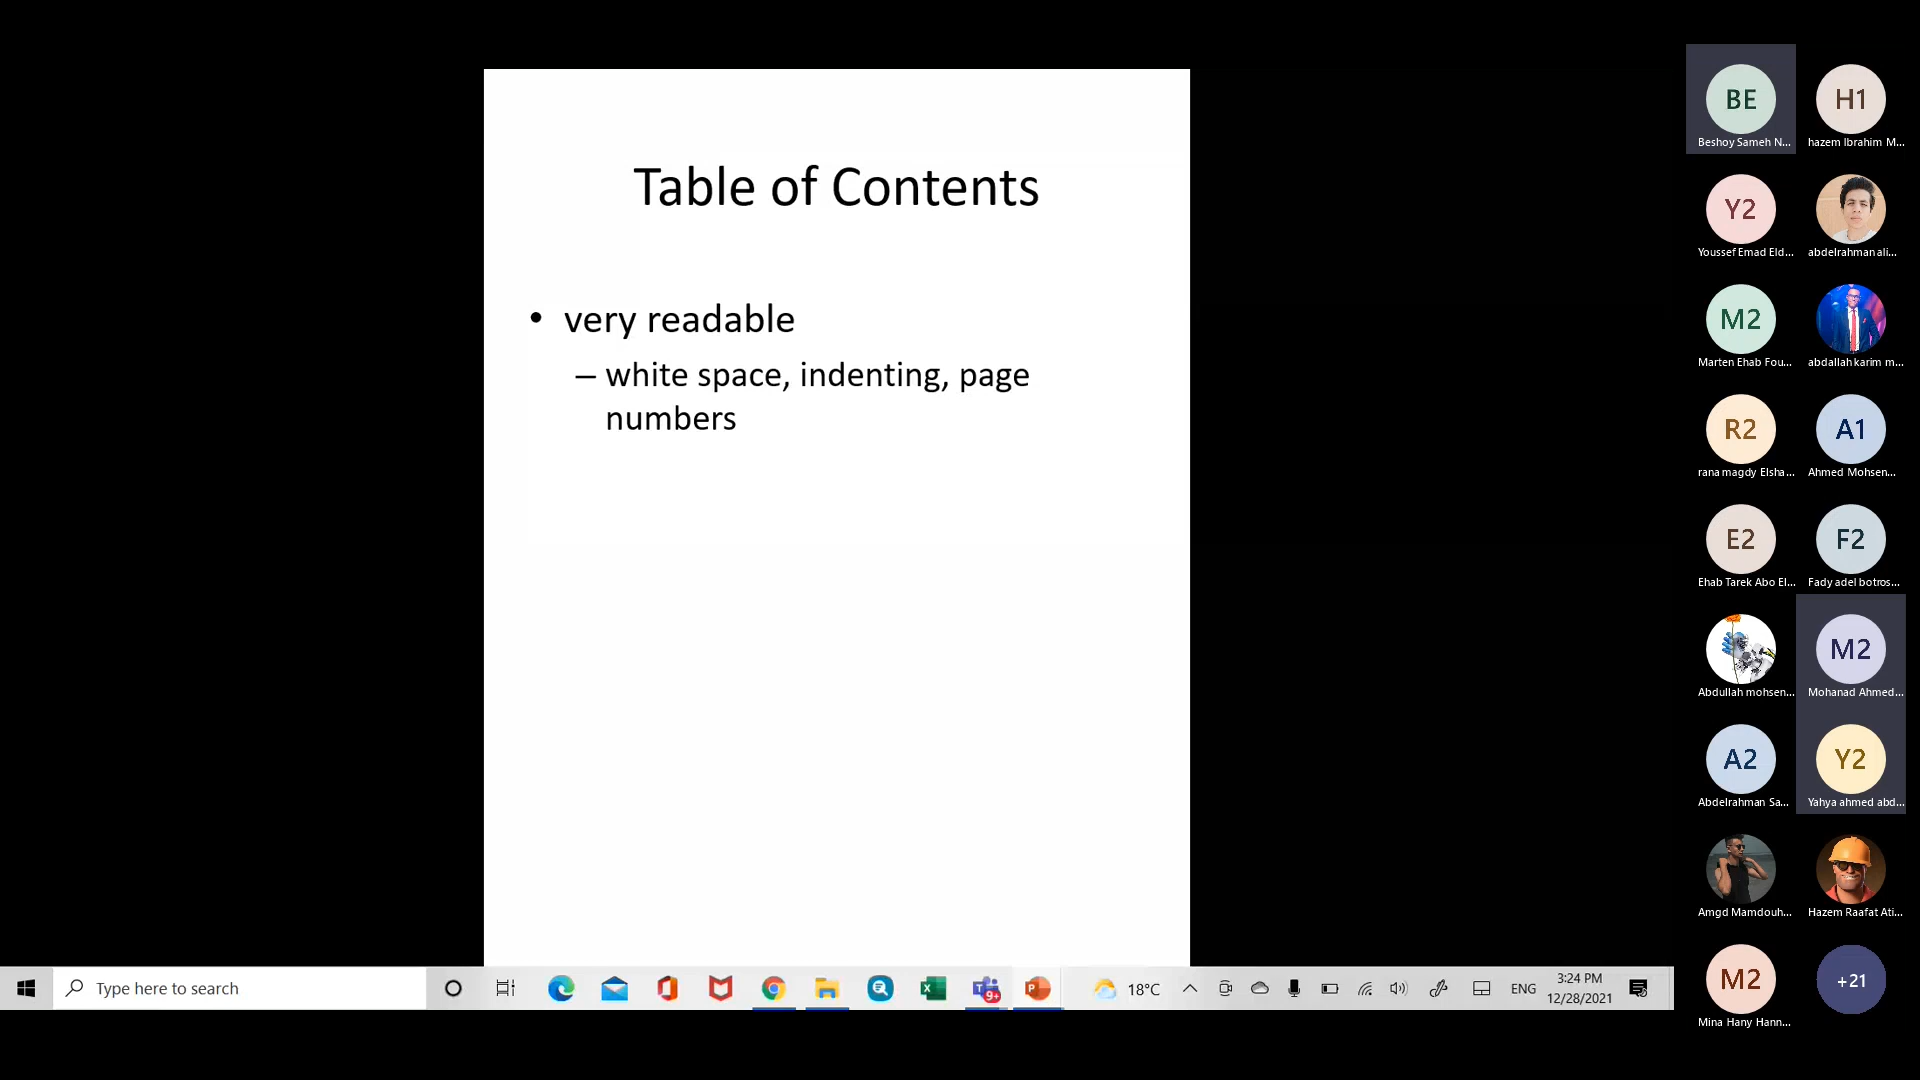 Table of Contents
• very readable
– white space, indenting, page
numbers
BE
Beshoy Sameh N...
H1
hazem Ibrahim M...
Y2
Youssef Emad Eld...
abdelrahman ali...
M2
Marten Ehab Fou...
abdallah karim m...
R2
rana magdy Elsha...
A1
Ahmed Mohsen...
E2
Ehab Tarek Abo El...
F2
Fady adel botros...
Abdullah mohsen...
M2
Mohanad Ahmed...
A2
Abdelrahman Sa...
Y2
Yahya ahmed abd...
Amgd Mamdouh...
Hazem Raafat Ati...
M2
Mina Hany Hann...
+21
Type here to search
9+
18°C
ENG
3:24 PM
12/28/2021